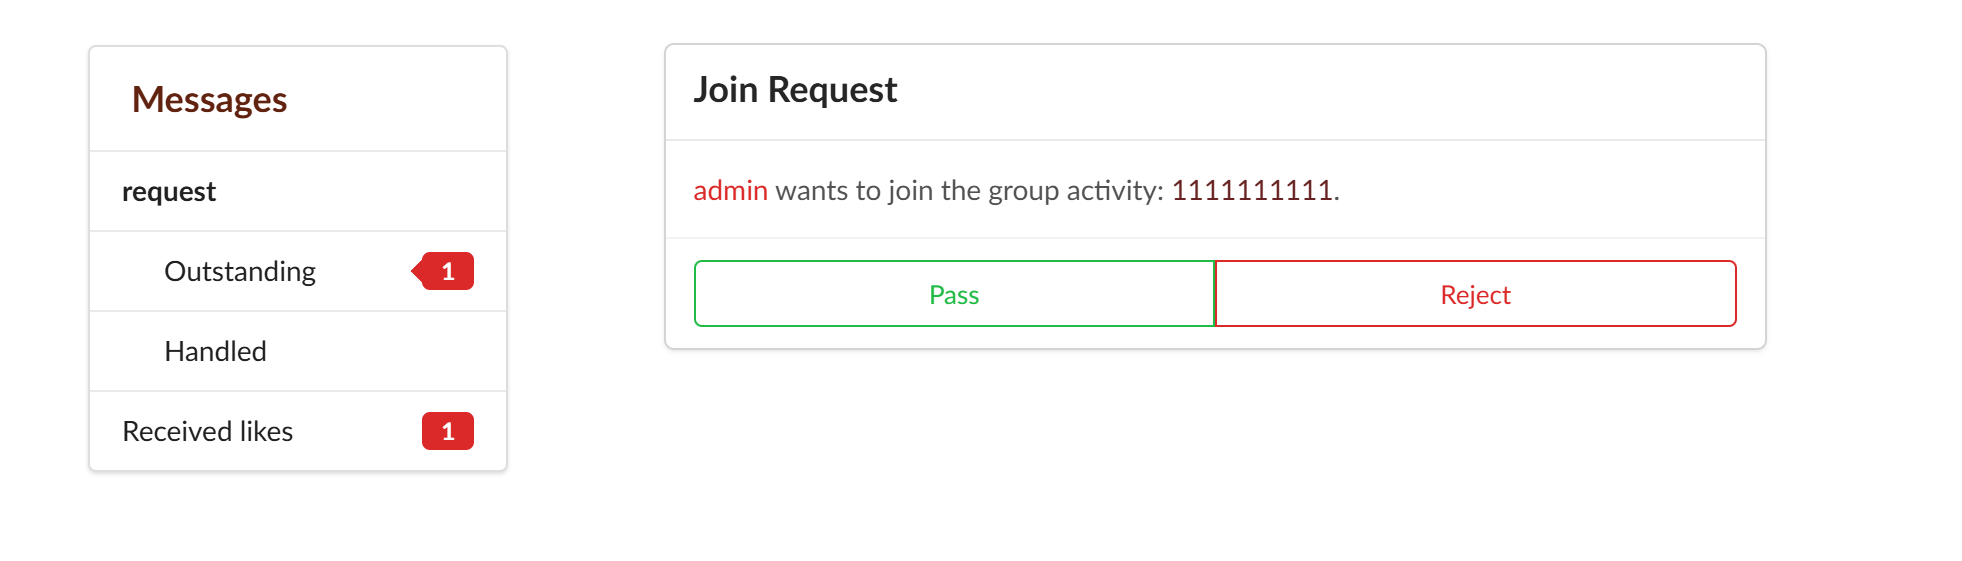 Messages
request
Outstanding 1
Handled
Received likes 1
Join Request
admin wants to join the group activity: 1111111111.
Pass Reject